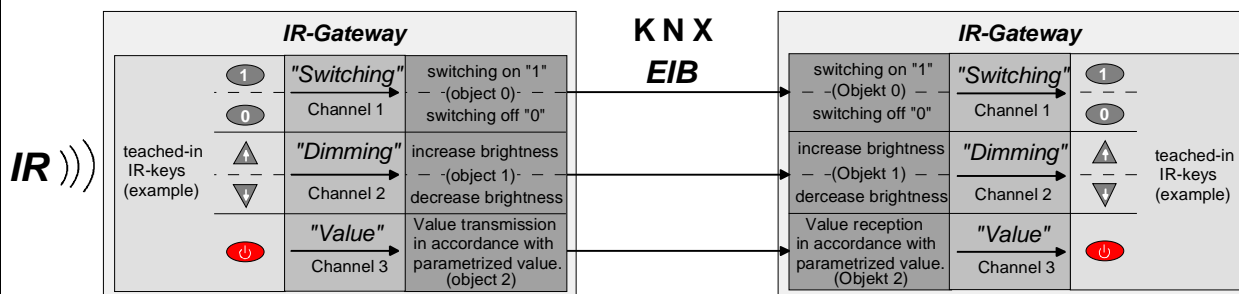 IR-Gateway
KNX
EIB
IR-Gateway
IR
teached-in
IR-keys
(example)
1
0
"Switching"
Channel 1
switching on "1"
(object 0)
switching off "0"
"Dimming"
Channel 2
increase brightness
(object 1)
decrease brightness
"Value"
Channel 3
Value transmission
in accordance with
parametrized value.
(object 2)
switching on "1"
(Objekt 0)
switching off "0"
"Switching"
Channel 1
1
0
increase brightness
(Objekt 1)
dercease brightness
"Dimming"
Channel 2
Value reception
in accordance with
parametrized value.
(Objekt 2)
"Value"
Channel 3
teached-in
IR-keys
(example)